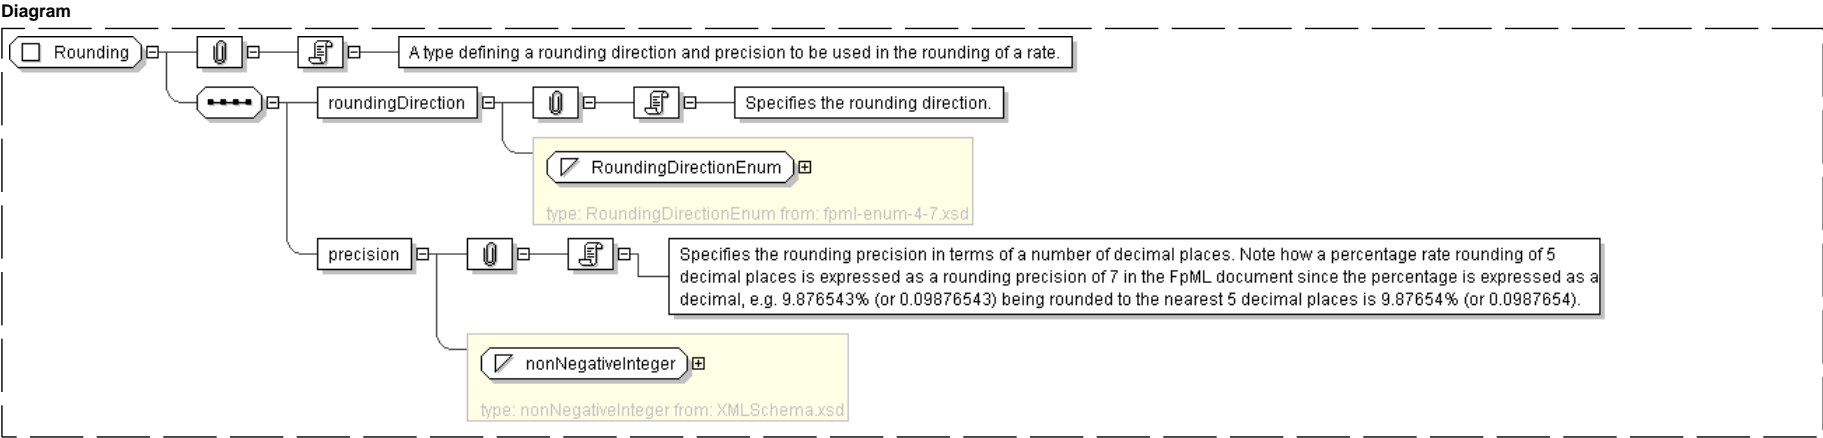 Diagram
Rounding
A type defining a rounding direction and precision to be used in the rounding of a rate.
roundingDirection
Specifies the rounding direction.
RoundingDirectionEnum
type: RoundingDirectionEnum from: fpml-enum-4-7.xsd
precision
Specifies the rounding precision in terms of a number of decimal places. Note how a percentage rate rounding of 5
decimal places is expressed as a rounding precision of 7 in the FpML document since the percentage is expressed as a
decimal, e.g. 9.876543% (or 0.09876543) being rounded to the nearest 5 decimal places is 9.87654% (or 0.0987654).
nonNegativeInteger
type: nonNegativeInteger from: XMLSchema.xsd